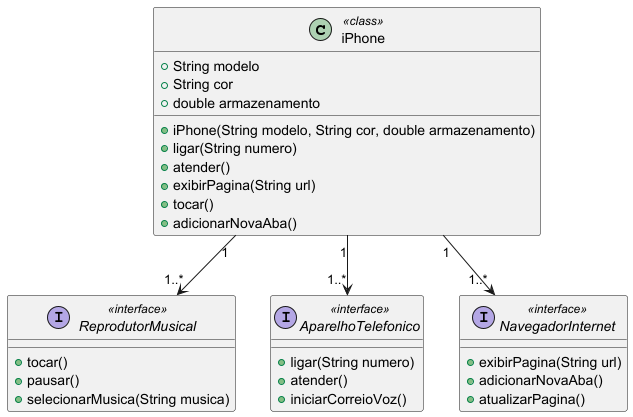 «class»
C iPhone
String modelo
String cor
double armazenamento
iPhone(String modelo, String cor, double armazenamento)
ligar(String numero)
atender()
exibirPagina(String url)
tocar()
adicionarNovaAba()
1 1 1
1..* 1..* 1..*
«interface»
I ReprodutorMusical
tocar()
pausar()
selecionarMusica(String musica)
«interface»
I AparelhoTelefonico
ligar(String numero)
atender()
iniciarCorreioVoz()
«interface»
I NavegadorInternet
exibirPagina(String url)
adicionarNovaAba()
atualizarPagina()